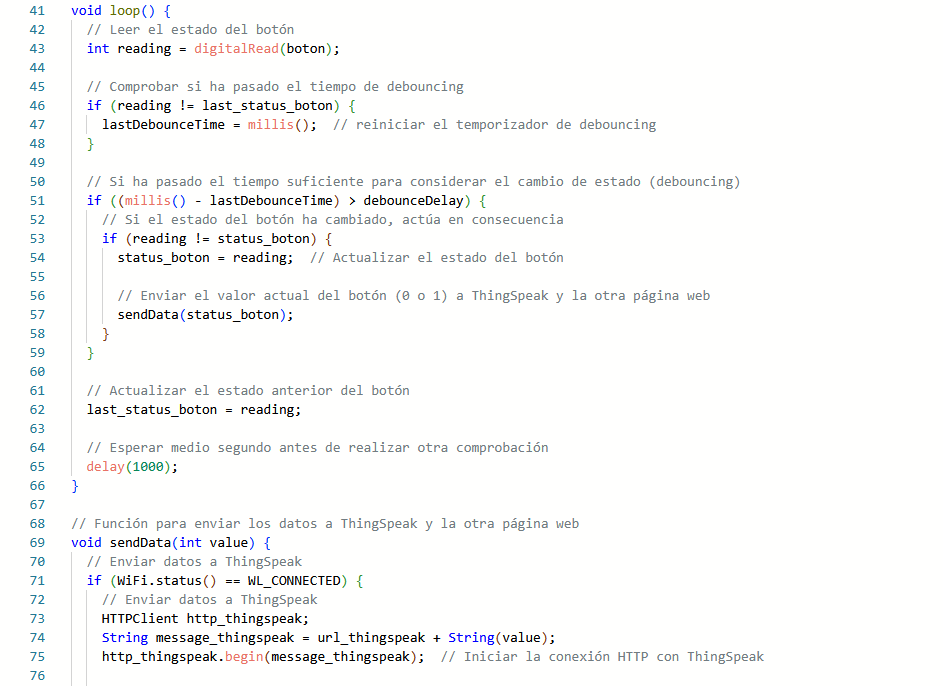 41 void loop() {
42 // Leer el estado del botón
43 int reading = digitalRead(boton);
44
45 // Comprobar si ha pasado el tiempo de debouncing
46 if (reading != last_status_boton) {
47 lastDebounceTime = millis(); // reiniciar el temporizador de debouncing
48 }
49
50 // Si ha pasado el tiempo suficiente para considerar el cambio de estado (debouncing)
51 if ((millis() - lastDebounceTime) > debounceDelay) {
52 // Si el estado del botón ha cambiado, actúa en consecuencia
53 if (reading != status_boton) {
54 status_boton = reading; // Actualizar el estado del botón
55
56 // Enviar el valor actual del botón (0 o 1) a ThingSpeak y la otra página web
57 sendData(status_boton);
58 }
59 }
60
61 // Actualizar el estado anterior del botón
62 last_status_boton = reading;
63
64 // Esperar medio segundo antes de realizar otra comprobación
65 delay(1000);
66 }
67
68 // Función para enviar los datos a ThingSpeak y la otra página web
69 void sendData(int value) {
70 // Enviar datos a ThingSpeak
71 if (WiFi.status() == WL_CONNECTED) {
72 // Enviar datos a ThingSpeak
73 HTTPClient http_thingspeak;
74 String message_thingspeak = url_thingspeak + String(value);
75 http_thingspeak.begin(message_thingspeak); // Iniciar la conexión HTTP con ThingSpeak
76